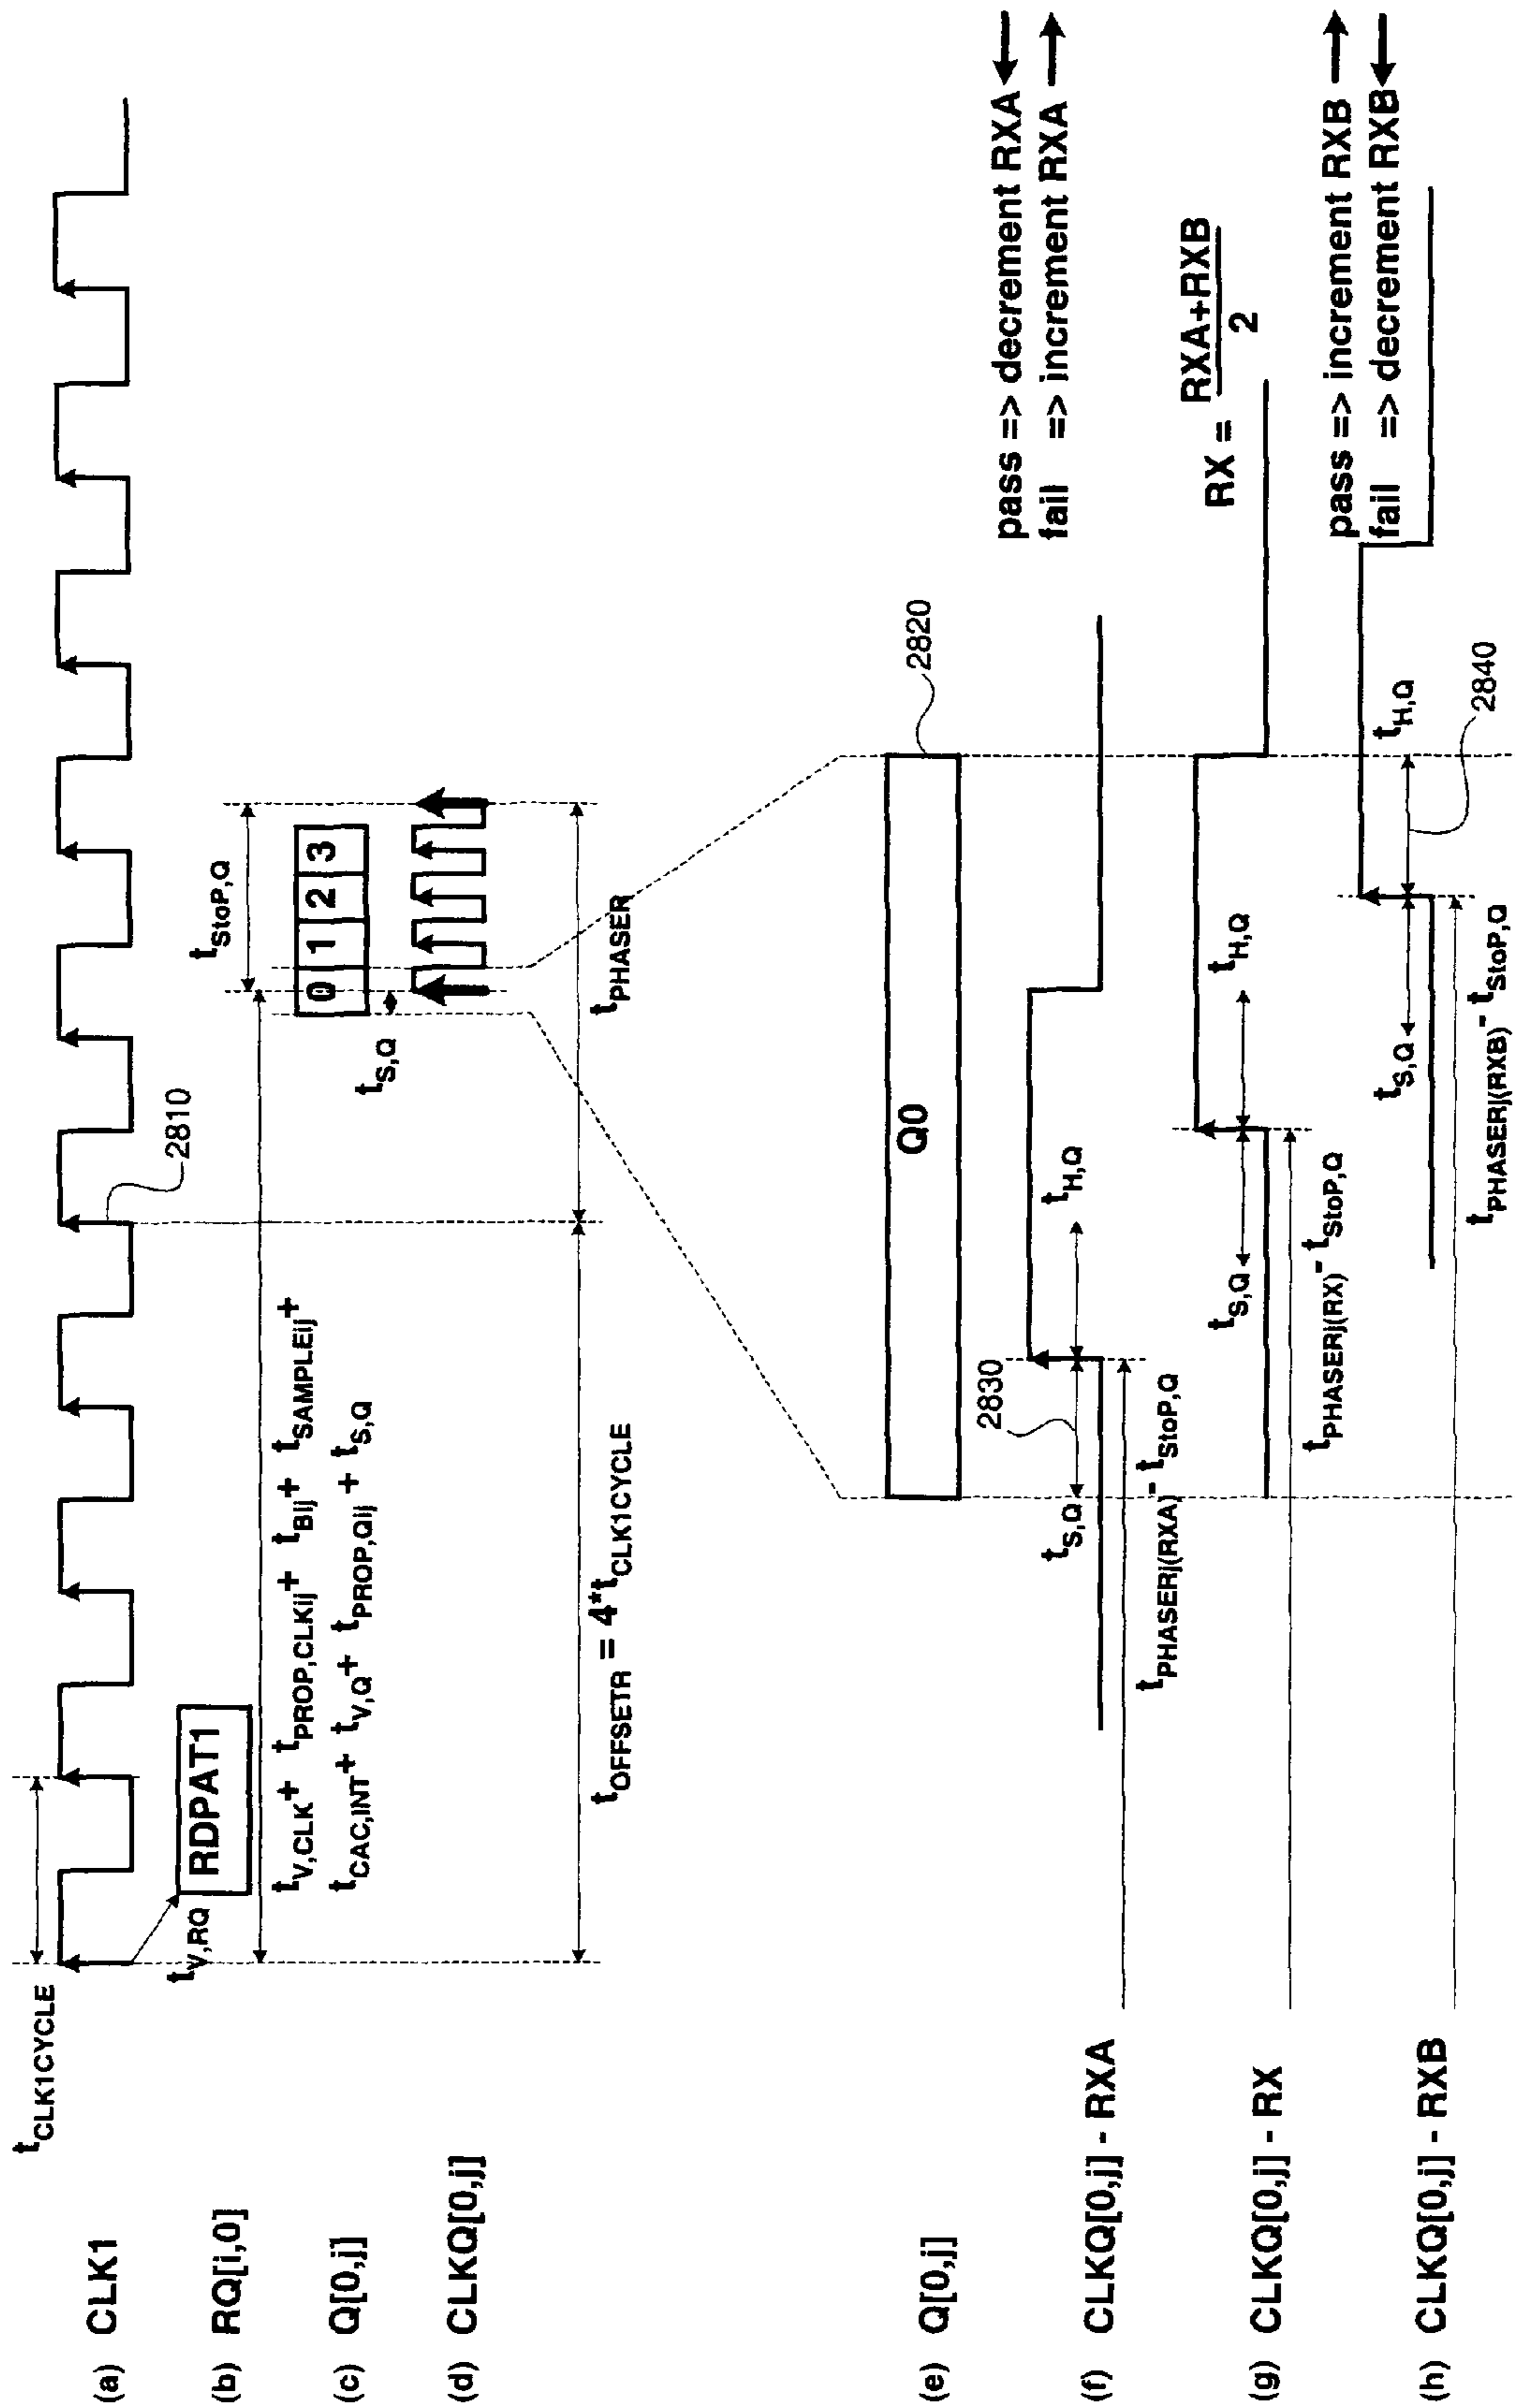 tCLK1CYCLE
(a) CLK1
2810
(b) RQ[i,0]
tV,RQ
RDPAT1
tStoP,Q
tV,CLK+ tPROP,CLKij+ tBij+ tSAMPLEij+
tCAC,INT+ tV,Q+ tPROP,Qij + tS,Q
(c) Q[0,j]
0 1 2 3
tS,Q
(d) CLKQ[0,j]
tOFFSETR = 4*tCLK1CYCLE
tPHASER
(e) Q[0,j]
Q0
2820
(f) CLKQ[0,j] - RXA
2830
tS,Q
tH,Q
tPHASERj(RXA)- tStoP,Q
pass => decrement RXA
fail => increment RXA
(g) CLKQ[0,j] - RX
tS,Q
tH,Q
tPHASERj(RX)- tStoP,Q
RX = RXA+RXB
2
(h) CLKQ[0,j] - RXB
tS,Q
tH,Q
2840
tPHASERj(RXB)- tStoP,Q
pass => increment RXB
fail => decrement RXB